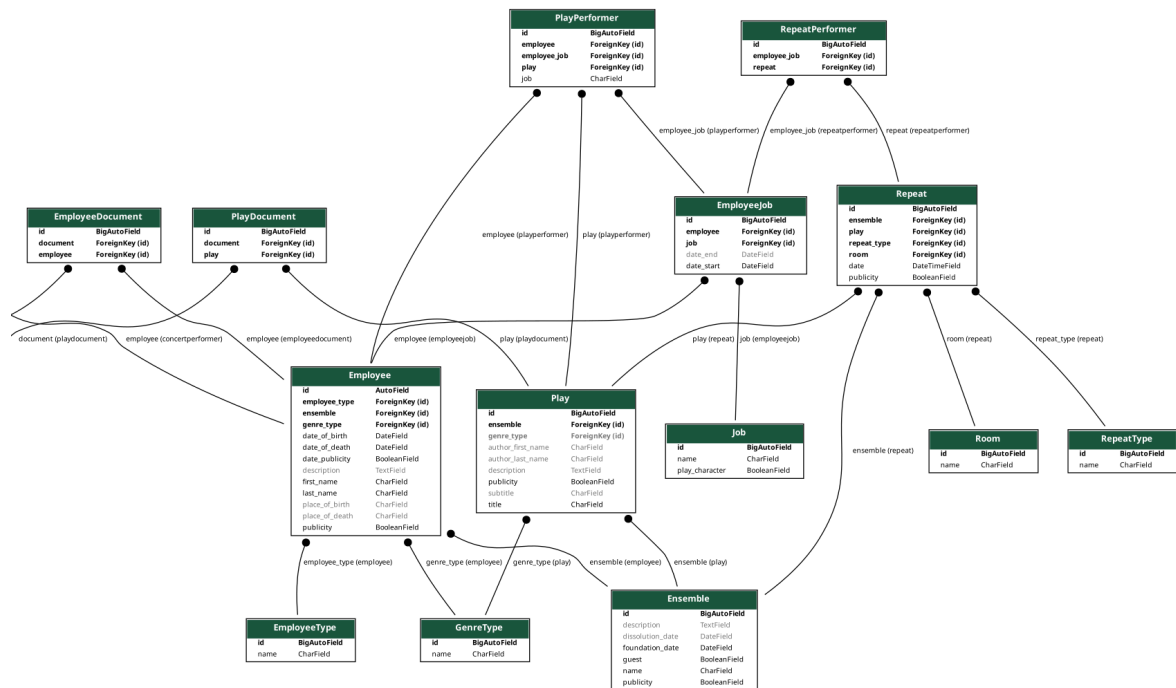 PlayPerformer
id BigAutoField
employee ForeignKey (id)
employee_job ForeignKey (id)
play ForeignKey (id)
job CharField
RepeatPerformer
id BigAutoField
employee_job ForeignKey (id)
repeat ForeignKey (id)
employee_job (playperformer)
employee_job (repeatperformer)
repeat (repeatperformer)
EmployeeDocument
id BigAutoField
document ForeignKey (id)
employee ForeignKey (id)
PlayDocument
id BigAutoField
document ForeignKey (id)
play ForeignKey (id)
employee (playperformer)
play (playperformer)
EmployeeJob
id BigAutoField
employee ForeignKey (id)
job ForeignKey (id)
date_end DateField
date_start DateField
Repeat
id BigAutoField
ensemble ForeignKey (id)
play ForeignKey (id)
repeat_type ForeignKey (id)
room ForeignKey (id)
date DateTimeField
publicity BooleanField
document (playdocument)
employee (concertperformer)
employee (employeedocument)
employee (employeejob)
play (playdocument)
play (repeat)
job (employeejob)
room (repeat)
repeat_type (repeat)
Employee
id AutoField
employee_type ForeignKey (id)
ensemble ForeignKey (id)
genre_type ForeignKey (id)
date_of_birth DateField
date_of_death DateField
date_publicity BooleanField
description TextField
first_name CharField
last_name CharField
place_of_birth CharField
place_of_death CharField
publicity BooleanField
Play
id BigAutoField
ensemble ForeignKey (id)
genre_type ForeignKey (id)
author_first_name CharField
author_last_name CharField
description TextField
publicity BooleanField
subtitle CharField
title CharField
Job
id BigAutoField
name CharField
play_character BooleanField
Room
id BigAutoField
name CharField
RepeatType
id BigAutoField
name CharField
ensemble (repeat)
employee_type (employee)
genre_type (employee)
genre_type (play)
ensemble (employee)
ensemble (play)
EmployeeType
id BigAutoField
name CharField
GenreType
id BigAutoField
name CharField
Ensemble
id BigAutoField
description TextField
dissolution_date DateField
foundation_date DateField
guest BooleanField
name CharField
publicity BooleanField